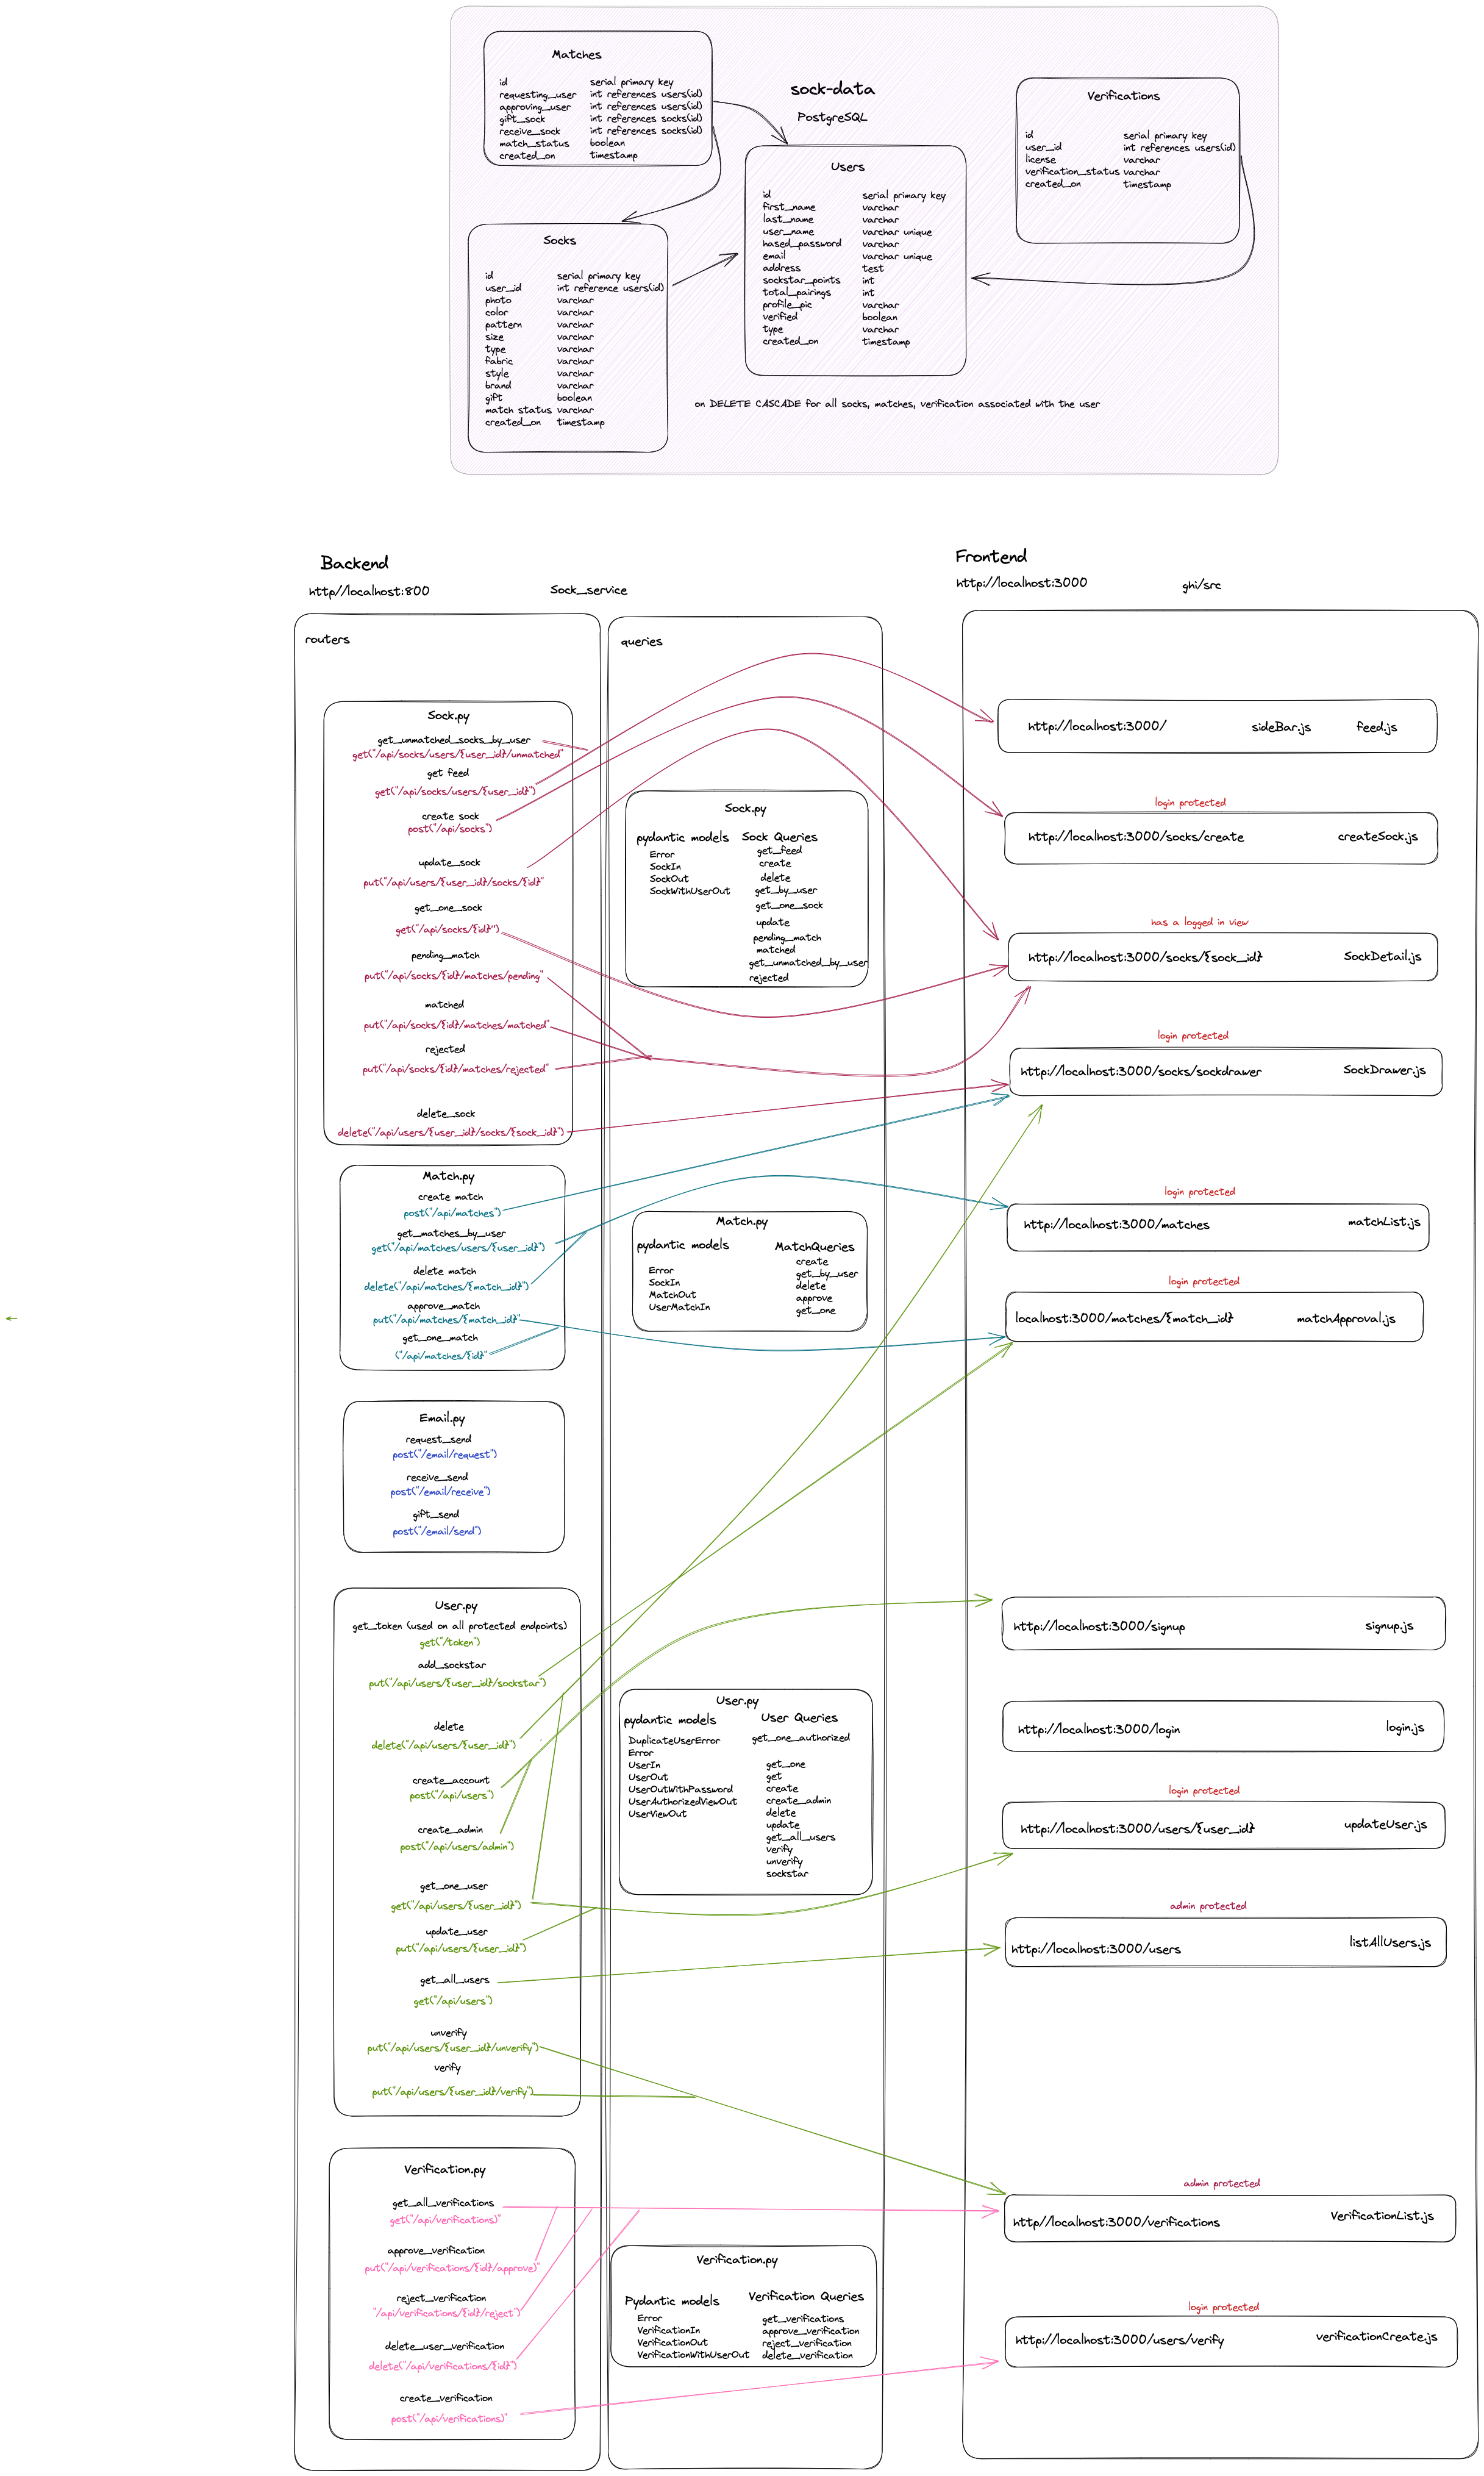 Matches
id serial primary key
requesting_user int references users(id)
approving_user int references users(id)
gift_sock int references socks(id)
receive_sock int references socks(id)
match_status boolean
created_on timestamp
sock-data
PostgreSQL
Verifications
id serial primary key
user_id int references users(id)
license varchar
verification_status varchar
created_on timestamp
Users
id serial primary key
first_name varchar
last_name varchar
user_name varchar unique
hased_password varchar
email varchar unique
address test
sockstar_points int
total_pairings int
profile_pic varchar
verified boolean
type varchar
created_on timestamp
Socks
id serial primary key
user_id int reference users(id)
photo varchar
color varchar
pattern varchar
size varchar
type varchar
fabric varchar
style varchar
brand varchar
gift boolean
match status varchar
created_on timestamp
on DELETE CASCADE for all socks, matches, verification associated with the user
Backend
http//localhost:800
Sock_service
routers
Sock.py
get_unmatched_socks_by_user
get("/api/socks/users/{user_id}/unmatched"
get feed
get("/api/socks/users/{user_id}")
create sock
post("/api/socks")
update_sock
put("/api/users/{user_id}/socks/{id}"
get_one_sock
get("/api/socks/{id}")
pending_match
put("/api/socks/{id}/matches/pending"
matched
put("/api/socks/{id}/matches/matched"
rejected
put("/api/socks/{id}/matches/rejected"
delete_sock
delete("/api/users/{user_id}/socks/{sock_id}")
Match.py
create match
post("/api/matches")
get_matches_by_user
get("/api/matches/users/{user_id}")
delete match
delete("/api/matches/{match_id}")
approve_match
put("/api/matches/{match_id}"
get_one_match
("/api/matches/{id}"
Email.py
request_send
post("/email/request")
receive_send
post("/email/receive")
gift_send
post("/email/send")
User.py
get_token (used on all protected endpoints)
get("/token")
add_sockstar
put("/api/users/{user_id}/sockstar")
delete
delete("/api/users/{user_id}")
create_account
post("/api/users")
create_admin
post("/api/users/admin")
get_one_user
get("/api/users/{user_id}")
update_user
put("/api/users/{user_id}")
get_all_users
get("/api/users")
unverify
put("/api/users/{user_id}/unverify")
verify
put("/api/users/{user_id}/verify")
Verification.py
get_all_verifications
get("/api/verifications)"
approve_verification
put("/api/verifications/{id}/approve)"
reject_verification
"/api/verifications/{id}/reject")
delete_user_verification
delete("/api/verifications/{id}")
create_verification
post("/api/verifications)"
queries
Sock.py
pydantic models Sock Queries
Error
SockIn
SockOut
SockWithUserOut
get_feed
create
delete
get_by_user
get_one_sock
update
pending_match
matched
get_unmatched_by_user
rejected
Match.py
pydantic models MatchQueries
Error
SockIn
MatchOut
UserMatchIn
create
get_by_user
delete
approve
get_one
User.py
pydantic models User Queries
DuplicateUserError
Error
UserIn
UserOut
UserOutWithPassword
UserAuthorizedViewOut
UserViewOut
get_one_authorized
get_one
get
create
create_admin
delete
update
get_all_users
verify
unverify
sockstar
Verification.py
Pydantic models Verification Queries
Error
VerificationIn
VerificationOut
VerificationWithUserOut
get_verifications
approve_verification
reject_verification
delete_verification
Frontend
http://localhost:3000
ghi/src
http://localhost:3000/ sideBar.js feed.js
login protected
http://localhost:3000/socks/create createSock.js
has a logged in view
http://localhost:3000/socks/{sock_id} SockDetail.js
login protected
http://localhost:3000/socks/sockdrawer SockDrawer.js
login protected
http://localhost:3000/matches matchList.js
login protected
localhost:3000/matches/{match_id} matchApproval.js
http://localhost:3000/signup signup.js
http://localhost:3000/login login.js
login protected
http://localhost:3000/users/{user_id} updateUser.js
admin protected
http://localhost:3000/users listAllUsers.js
admin protected
http//localhost:3000/verifications VerificationList.js
login protected
http://localhost:3000/users/verify verificationCreate.js